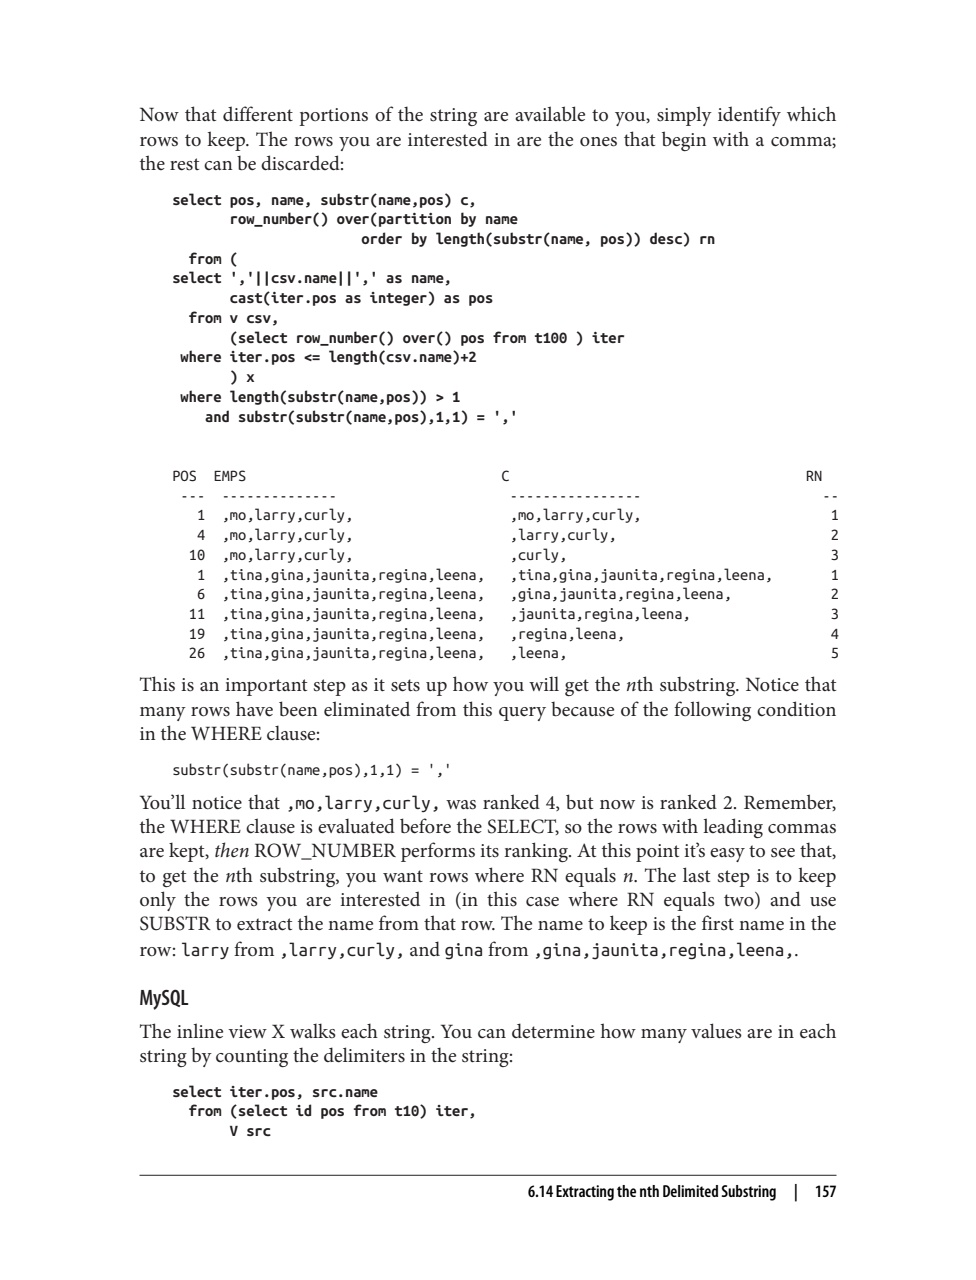 Now that different portions of the string are available to you, simply identify which
rows to keep. The rows you are interested in are the ones that begin with a comma;
the rest can be discarded:
select pos, name, substr(name,pos) c,
       row_number() over(partition by name
                       order by length(substr(name, pos)) desc) rn
  from (
select ','||csv.name||',' as name,
       cast(iter.pos as integer) as pos
  from v csv,
       (select row_number() over() pos from t100 ) iter
 where iter.pos <= length(csv.name)+2
       ) x
 where length(substr(name,pos)) > 1
    and substr(substr(name,pos),1,1) = ','
POS  EMPS                               C                                    RN
 ---  --------------                     ----------------                      --
   1  ,mo,larry,curly,                   ,mo,larry,curly,                       1
   4  ,mo,larry,curly,                   ,larry,curly,                          2
  10  ,mo,larry,curly,                   ,curly,                                3
   1  ,tina,gina,jaunita,regina,leena,   ,tina,gina,jaunita,regina,leena,       1
   6  ,tina,gina,jaunita,regina,leena,   ,gina,jaunita,regina,leena,            2
  11  ,tina,gina,jaunita,regina,leena,   ,jaunita,regina,leena,                 3
  19  ,tina,gina,jaunita,regina,leena,   ,regina,leena,                         4
  26  ,tina,gina,jaunita,regina,leena,   ,leena,                                5
This is an important step as it sets up how you will get the nth substring. Notice that
many rows have been eliminated from this query because of the following condition
in the WHERE clause:
substr(substr(name,pos),1,1) = ','
You’ll notice that ,mo,larry,curly, was ranked 4, but now is ranked 2. Remember,
the WHERE clause is evaluated before the SELECT, so the rows with leading commas
are kept, then ROW_NUMBER performs its ranking. At this point it’s easy to see that,
to get the nth substring, you want rows where RN equals n. The last step is to keep
only the rows you are interested in (in this case where RN equals two) and use
SUBSTR to extract the name from that row. The name to keep is the first name in the
row: larry from ,larry,curly, and gina from ,gina,jaunita,regina,leena,.
MySQL
The inline view X walks each string. You can determine how many values are in each
string by counting the delimiters in the string:
select iter.pos, src.name
  from (select id pos from t10) iter,
       V src
6.14 Extracting the nth Delimited Substring | 157